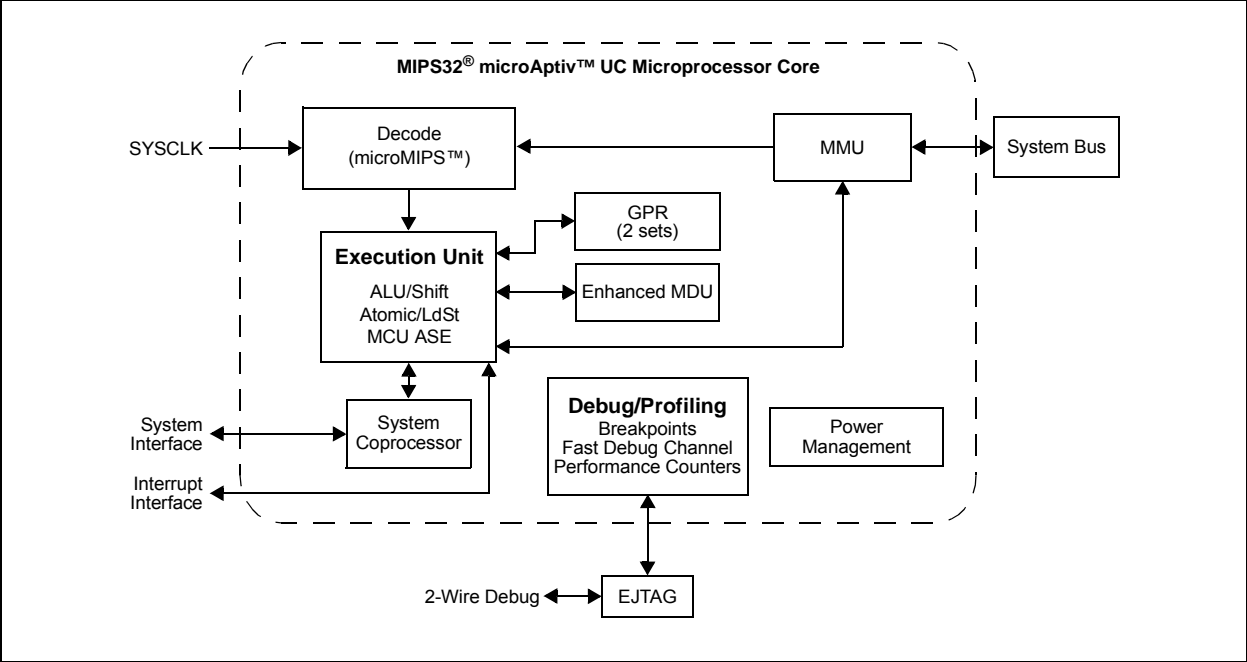 MIPS32® microAptiv™ UC Microprocessor Core
SYSCLK
Decode
(microMIPS™)
MMU
System Bus
GPR
(2 sets)
Execution Unit
ALU/Shift
Atomic/LdSt
MCU ASE
Enhanced MDU
System
Interface
System
Coprocessor
Debug/Profiling
Breakpoints
Fast Debug Channel
Performance Counters
Power
Management
Interrupt
Interface
2-Wire Debug
EJTAG